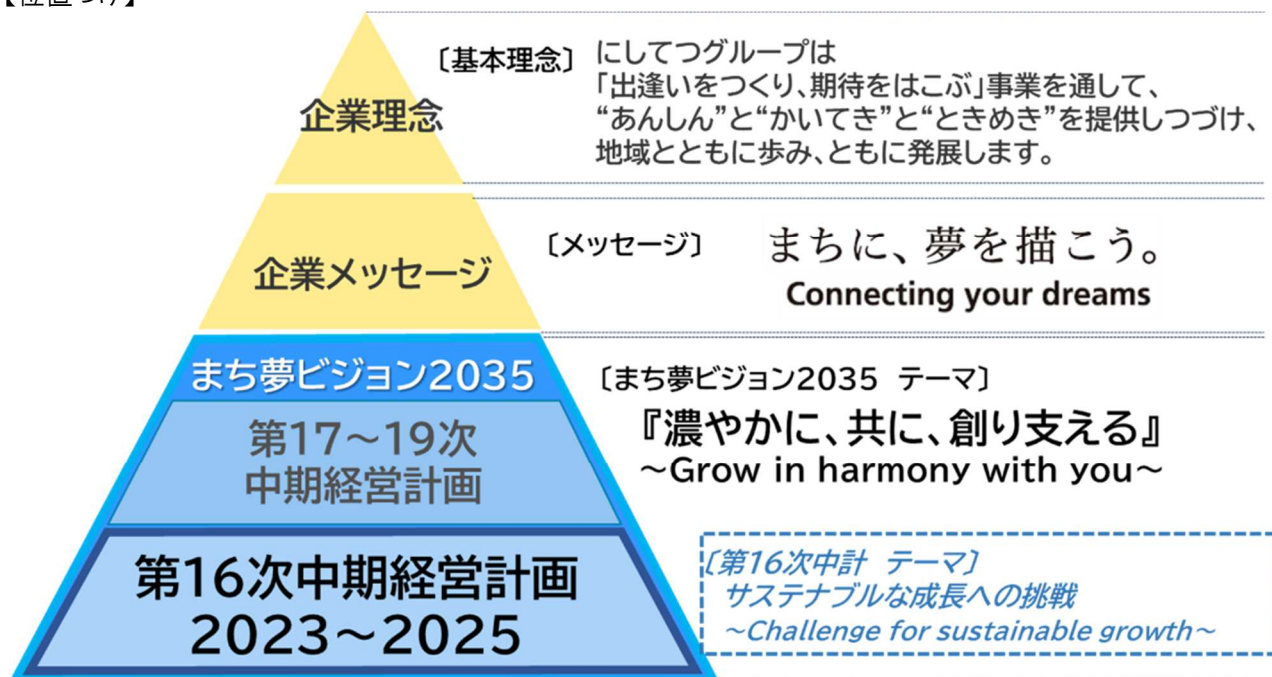 【位置づけ】
企業理念
〔基本理念〕
にしてつグループは
「出逢いをつくり、期待をはこぶ」事業を通して、
“あんしん”と“かいてき”と“ときめき”を提供しつづけ、
地域とともに歩み、ともに発展します。
企業メッセージ
〔メッセージ〕
まちに、夢を描こう。
Connecting your dreams
まち夢ビジョン2035
〔まち夢ビジョン2035 テーマ〕
『濃やかに、共に、創り支える』
～Grow in harmony with you～
第17～19次
中期経営計画
第16次中期経営計画
2023～2025
〔第16次中計 テーマ〕
サステナブルな成長への挑戦
～Challenge for sustainable growth～